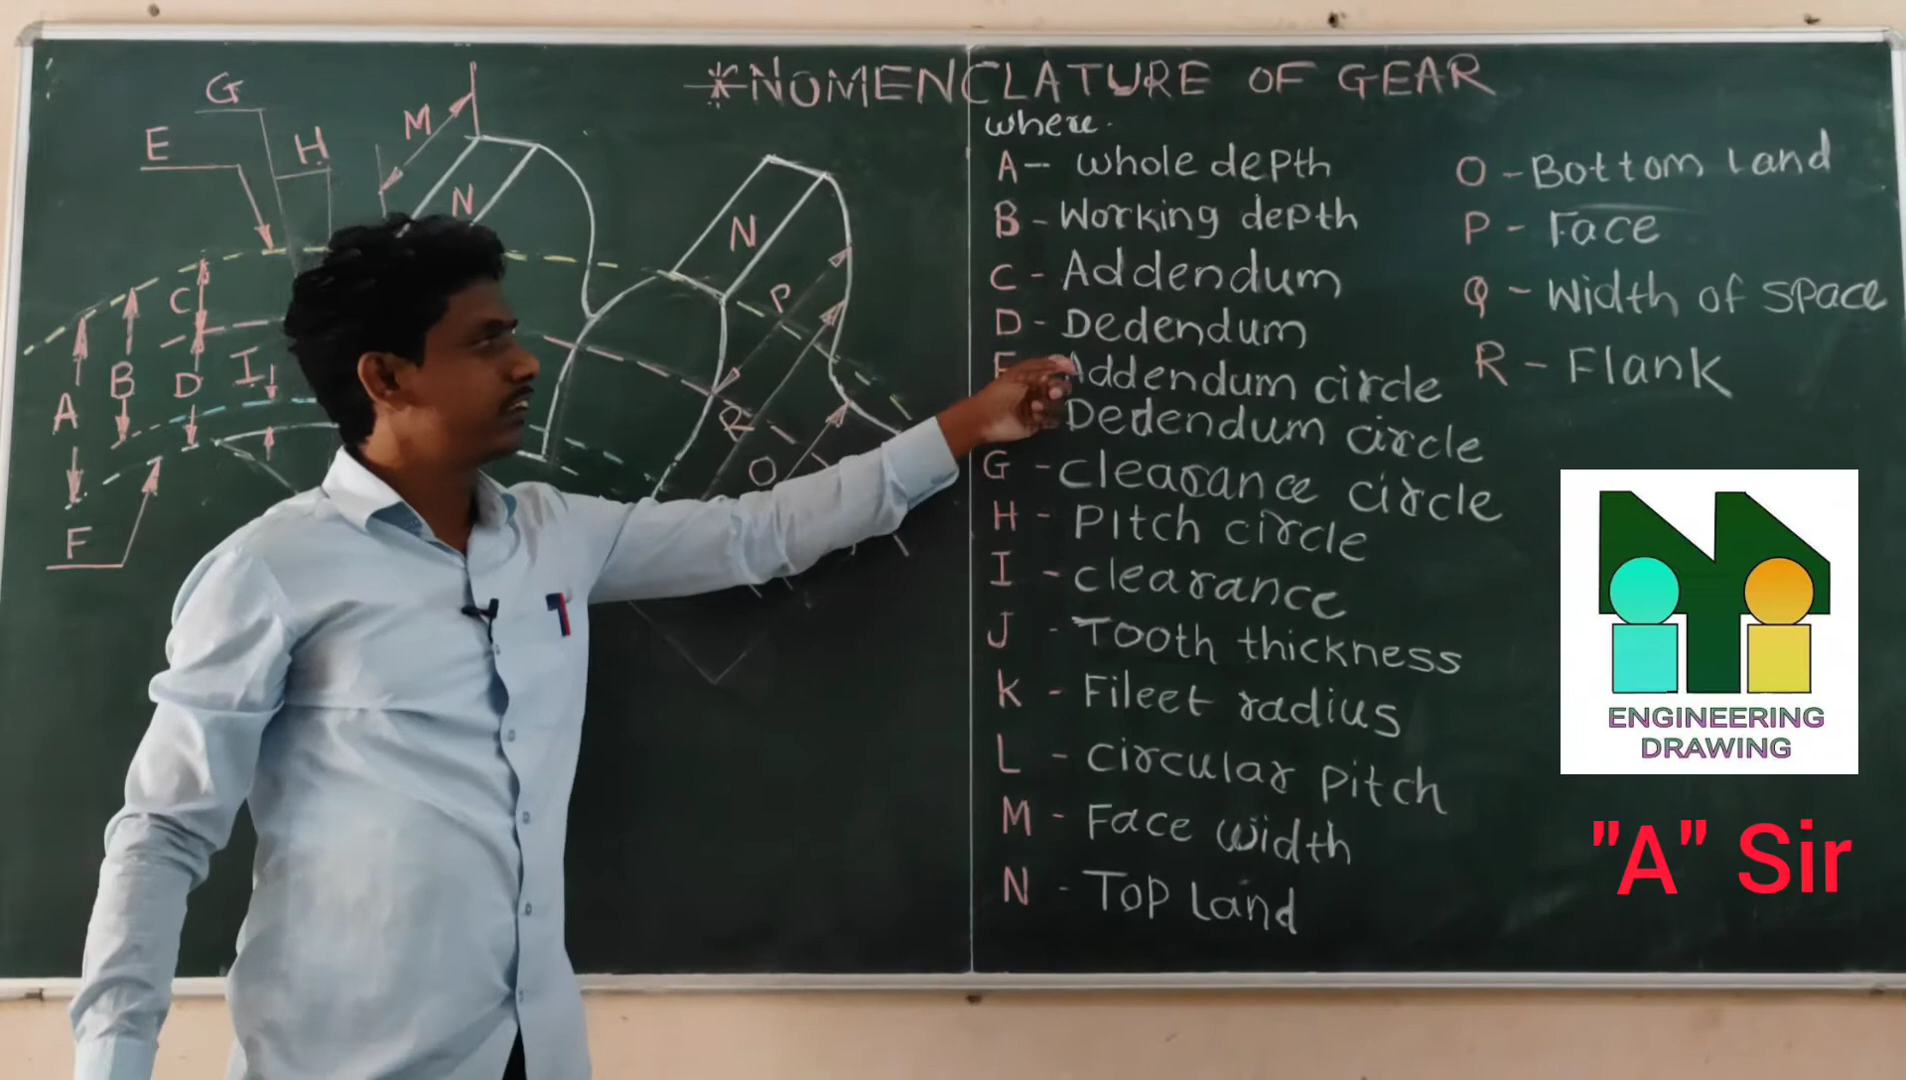 *NOMENCLATURE OF GEAR
where.
A - Whole depth
B - Working depth
C - Addendum
D - Dedendum
E Addendum circle
Dedendum circle
G - Clearance circle
H - Pitch circle
I - Clearance
J - Tooth thickness
K - Fileet radius
L - Circular pitch
M - Face width
N - Top Land
O - Bottom Land
P - Face
Q - Width of space
R - Flank
G
E
H
M
N
N
C
P
I
B
D
A
R
O
F
ENGINEERING
DRAWING
"A" Sir